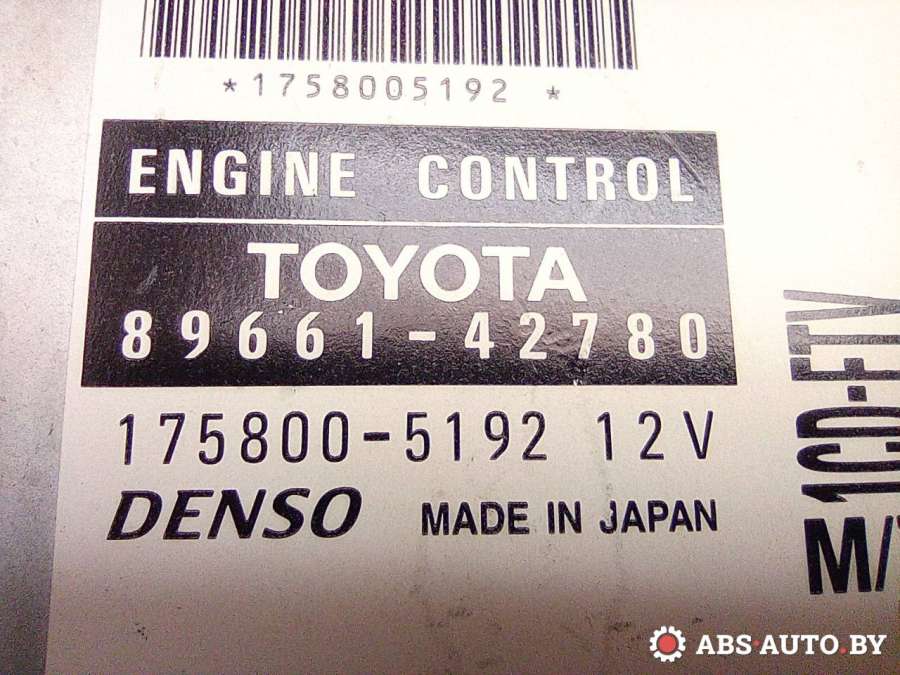 *1758005192 *
ENGINE CONTROL
TOYOTA
89661-42780
175800-5192 12V
DENSO MADE IN JAPAN
1CD-FTV
M/
ABS-AUTO.BY